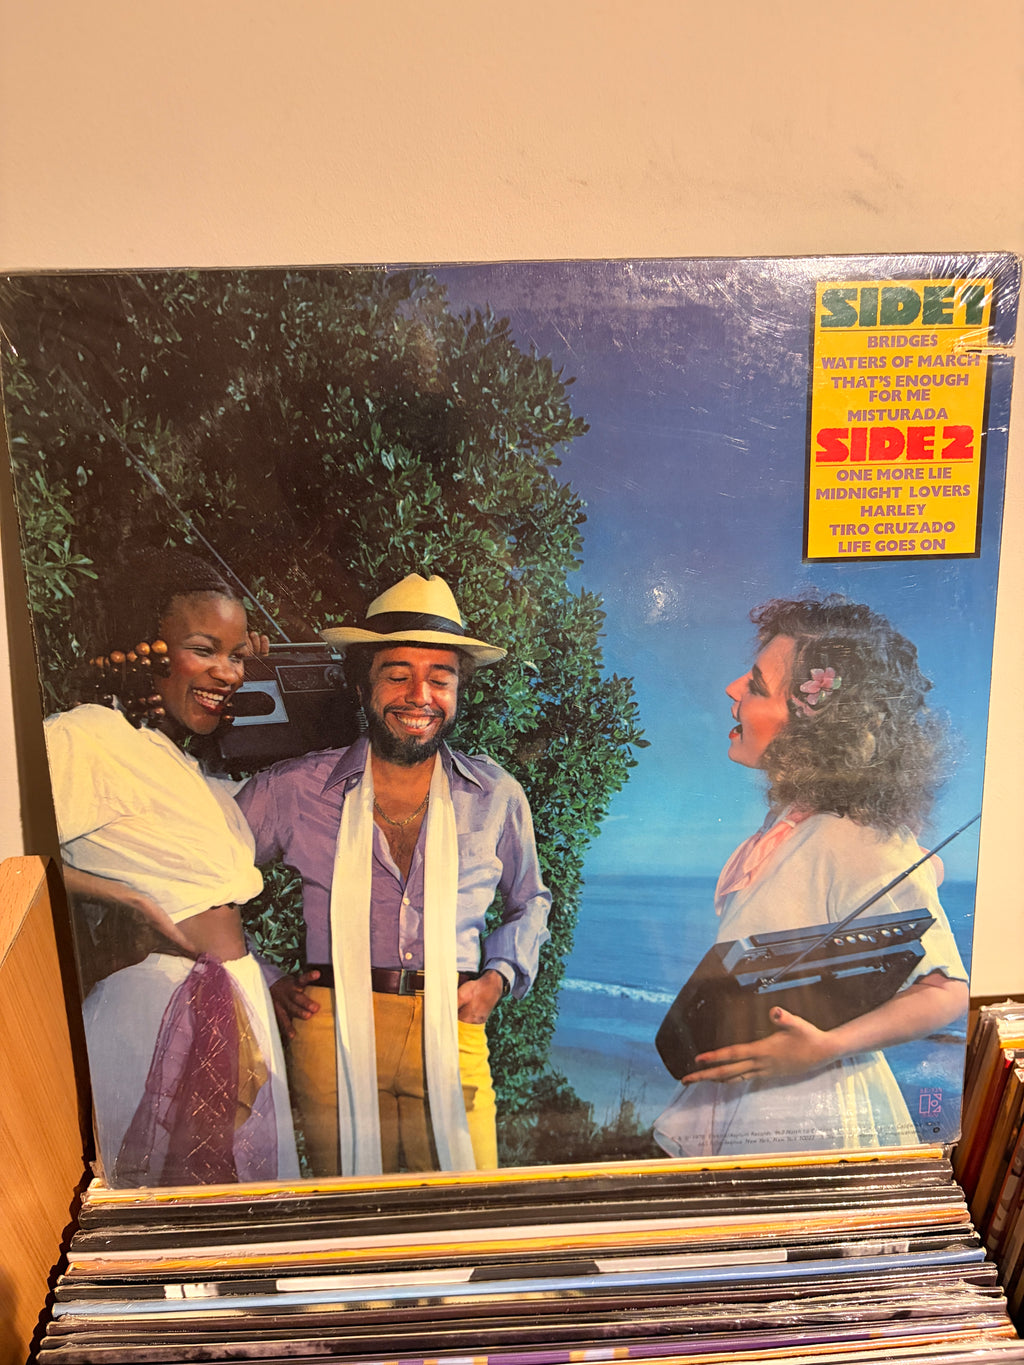 SIDE 1
BRIDGES
WATERS OF MARCH
THAT'S ENOUGH
FOR ME
MISTURADA
SIDE 2
ONE MORE LIE
MIDNIGHT LOVERS
HARLEY
TIRO CRUZADO
LIFE GOES ON